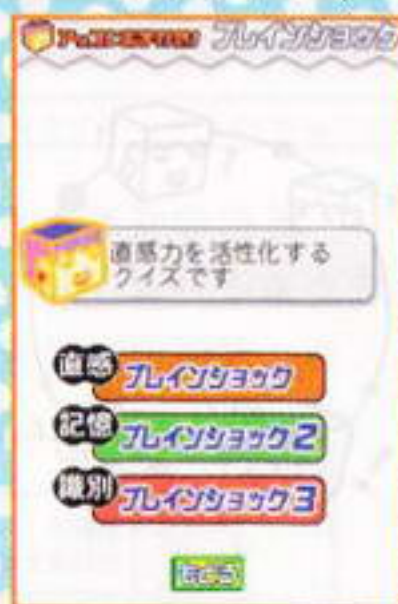 ブレインショック
直感力を活性化する
クイズです
直感
ブレインショック
記憶
ブレインショック2
識別
ブレインショック3
もどる